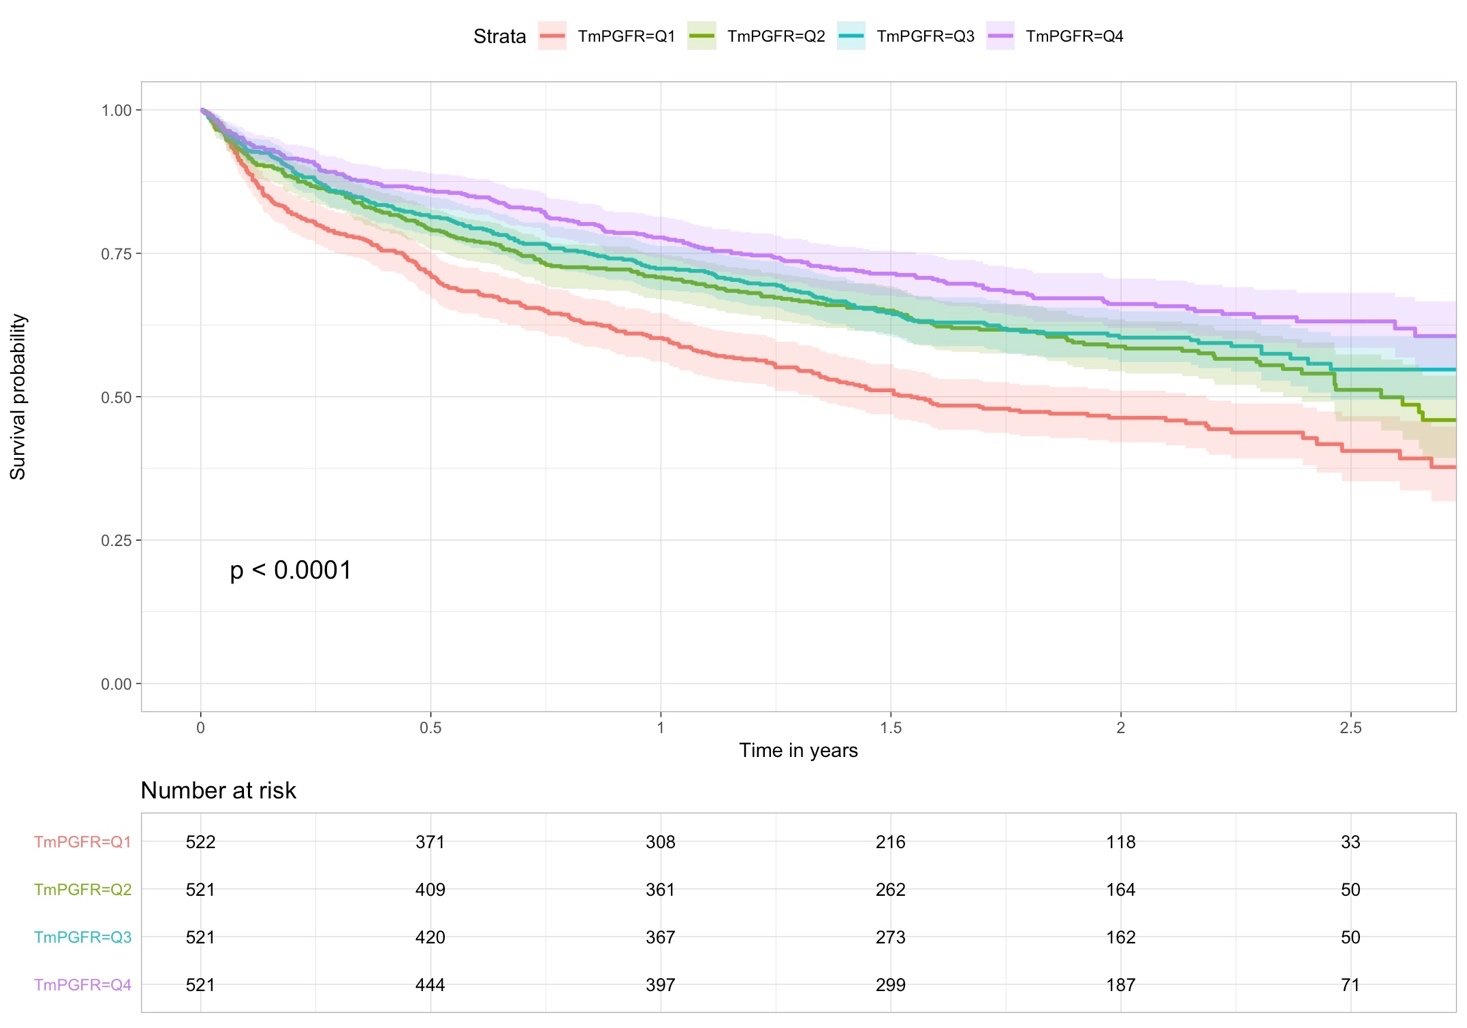 Strata TmPGFR=Q1 TmPGFR=Q2 TmPGFR=Q3 TmPGFR=Q4
Survival probability
1.00
0.75
0.50
0.25
0.00
p < 0.0001
0 0.5 1 1.5 2 2.5
Time in years
Number at risk
TmPGFR=Q1 522 371 308 216 118 33
TmPGFR=Q2 521 409 361 262 164 50
TmPGFR=Q3 521 420 367 273 162 50
TmPGFR=Q4 521 444 397 299 187 71